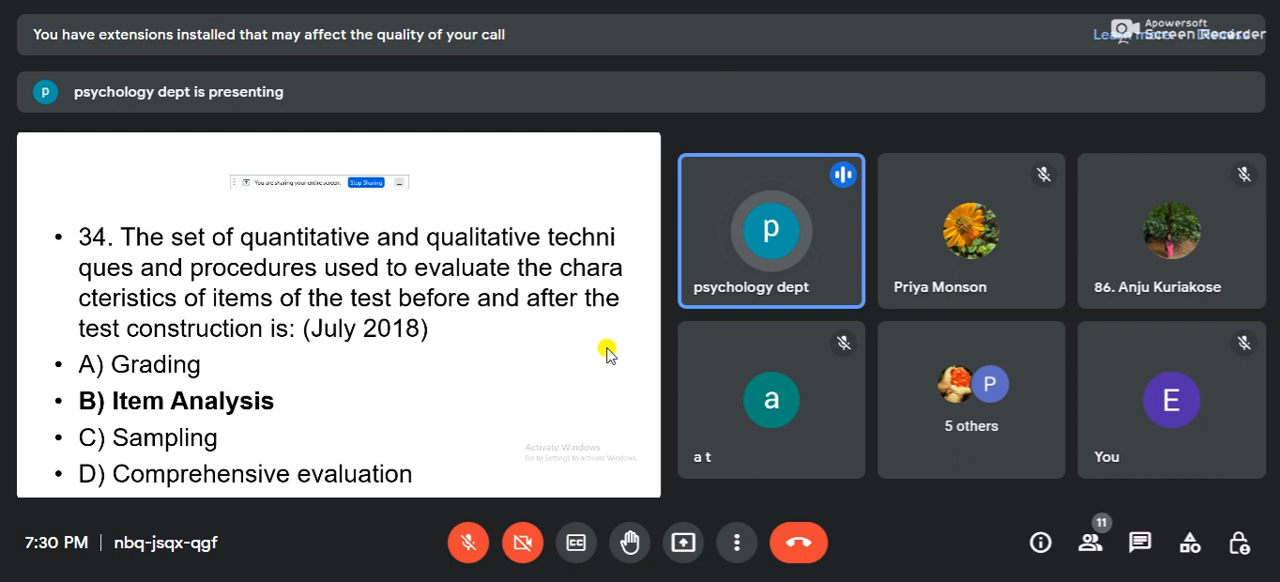 You have extensions installed that may affect the quality of your call
Apowersoft
Screen Recorder
p psychology dept is presenting
You are sharing your entire screen. Stop Sharing
• 34. The set of quantitative and qualitative techni
ques and procedures used to evaluate the chara
cteristics of items of the test before and after the
test construction is: (July 2018)
• A) Grading
• B) Item Analysis
• C) Sampling
• D) Comprehensive evaluation
Activate Windows
Go to Settings to activate Windows.
p
psychology dept
Priya Monson
86. Anju Kuriakose
a
a t
P
5 others
E
You
7:30 PM | nbq-jsqx-qgf
CC
11